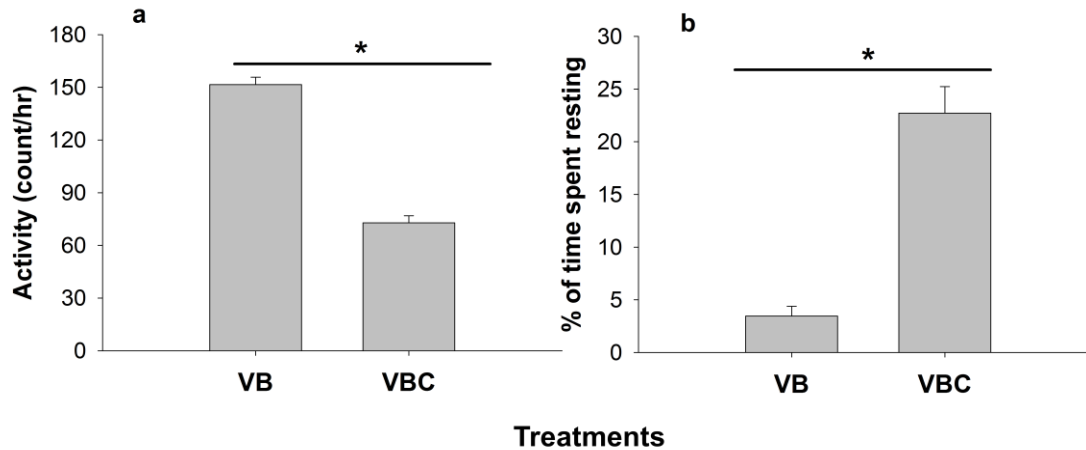 a
*
Activity (count/hr)
180
150
120
90
60
30
0
VB VBC
b
*
% of time spent resting
30
25
20
15
10
5
0
VB VBC
Treatments